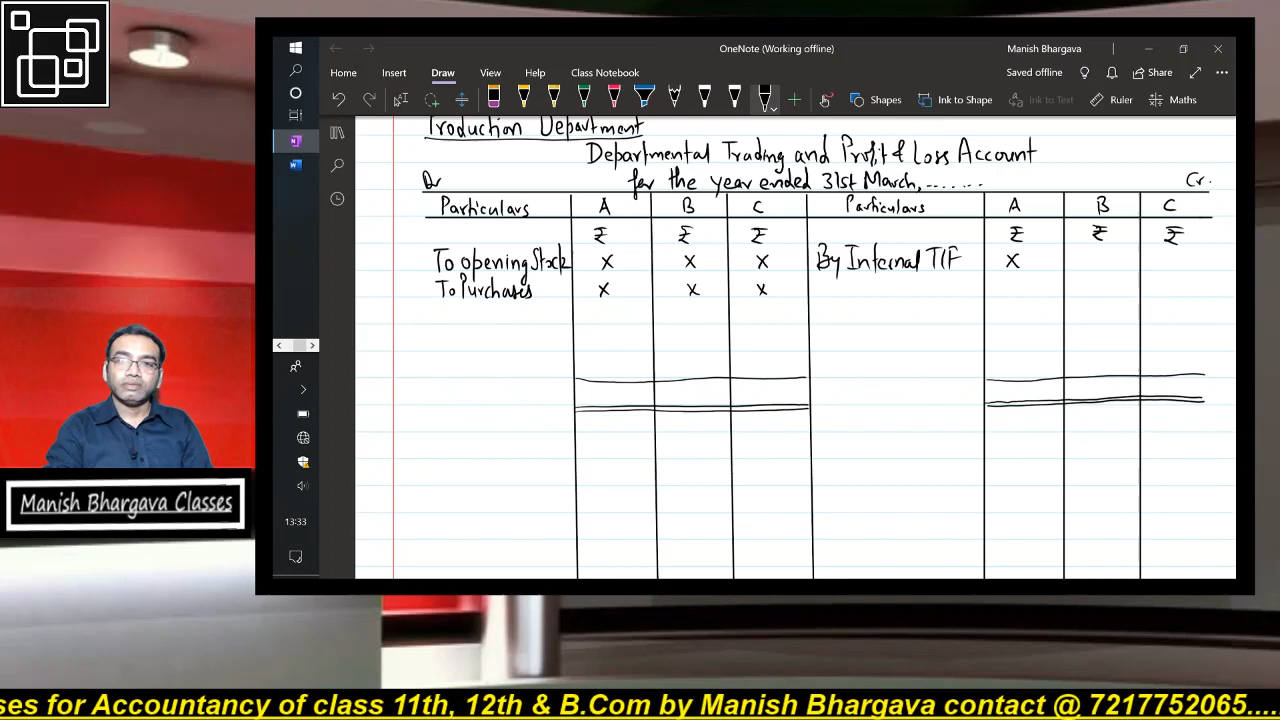 OneNote (Working offline)
Manish Bhargava
Home Insert Draw View Help Class Notebook
Saved offline
Share
Shapes
Ink to Shape
Ink to Text
Ruler
Maths
Production Department
Departmental Trading and Profit & Loss Account
for the year ended 31st March, .......
Dr
Cr.
Particulars A B C Particulars A B C
₹ ₹ ₹ ₹ ₹ ₹
To opening Stock x x x By Internal T/F x
To Purchases x x x
Manish Bhargava Classes
13:33
ses for Accountancy of class 11th, 12th & B.Com by Manish Bhargava contact @ 7217752065....